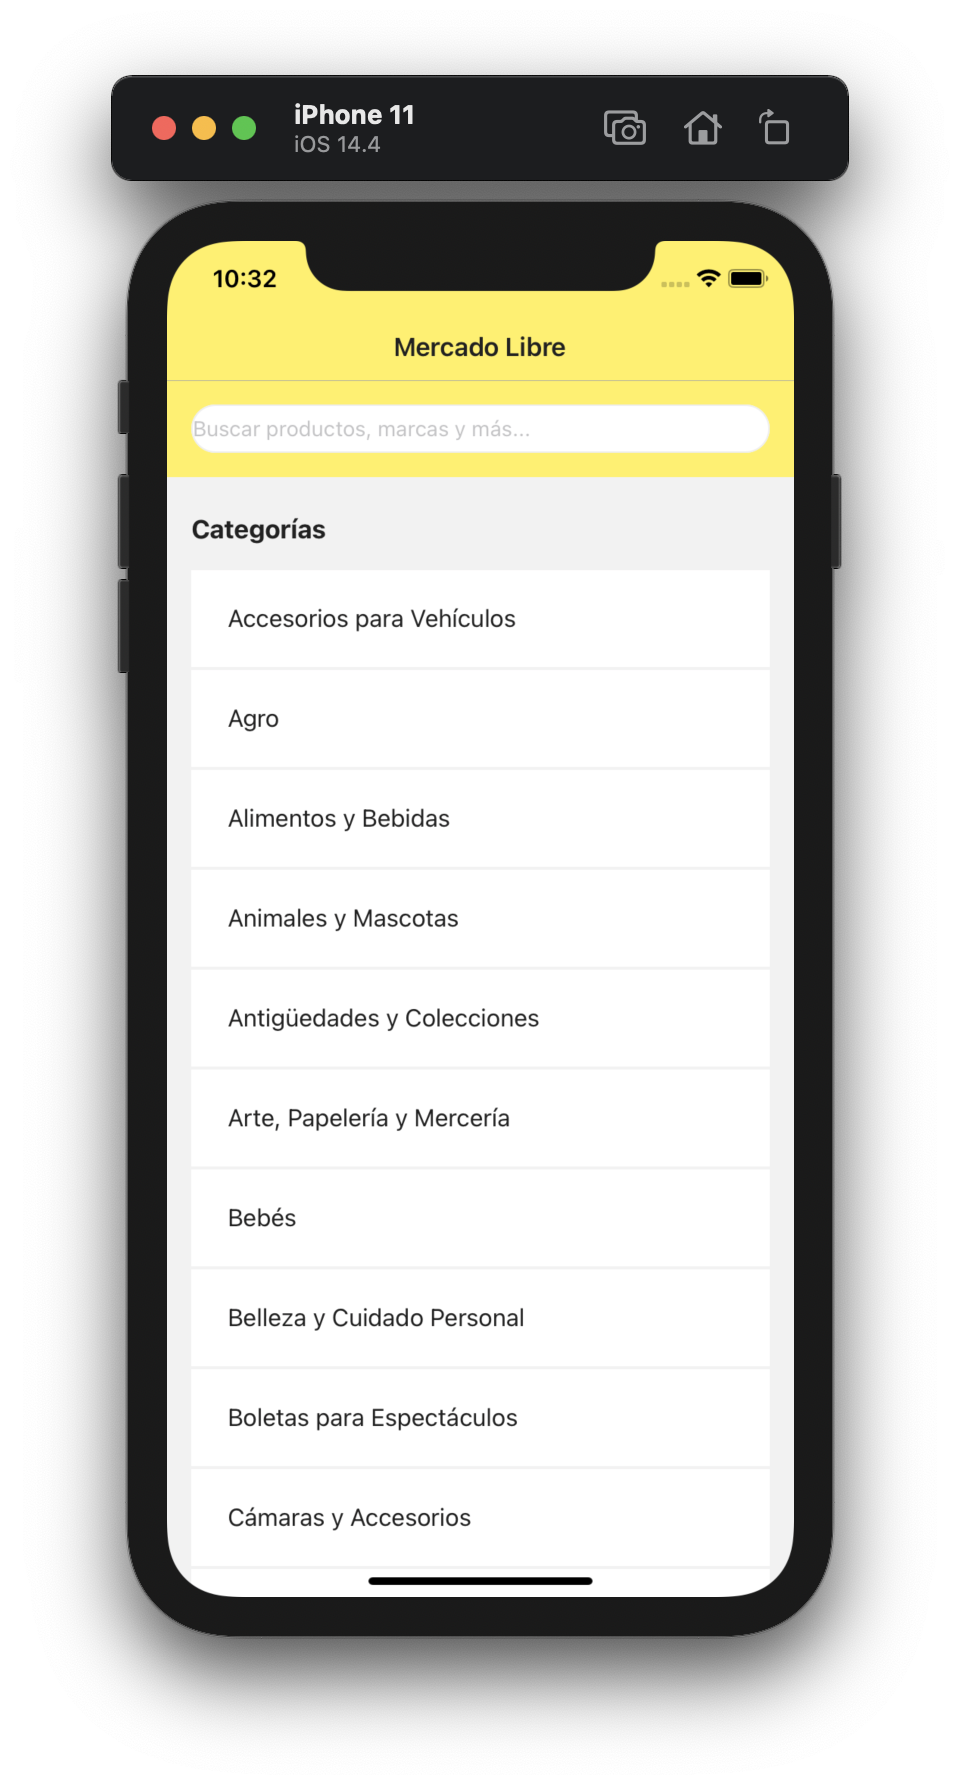 iPhone 11
iOS 14.4
10:32
Mercado Libre
Buscar productos, marcas y más...
Categorías
Accesorios para Vehículos
Agro
Alimentos y Bebidas
Animales y Mascotas
Antigüedades y Colecciones
Arte, Papelería y Mercería
Bebés
Belleza y Cuidado Personal
Boletas para Espectáculos
Cámaras y Accesorios